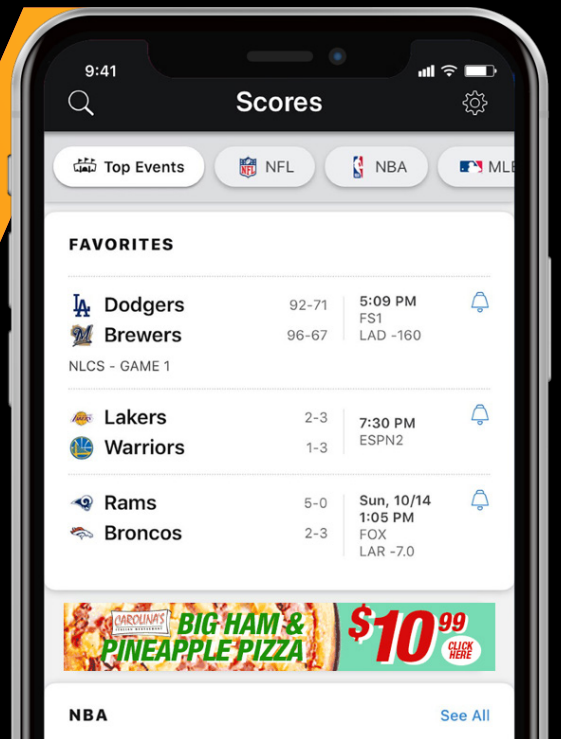 9:41
Scores
Top Events
NFL
NBA
MLB
FAVORITES
LA Dodgers 92-71 5:09 PM
FS1
M Brewers 96-67 LAD -160
NLCS - GAME 1
Lakers 2-3 7:30 PM
Warriors 1-3 ESPN2
Rams 5-0 Sun, 10/14
1:05 PM
Broncos 2-3 FOX
LAR -7.0
CAROLINA'S BIG HAM &
PINEAPPLE PIZZA
$10 99
CLICK
HERE
NBA See All